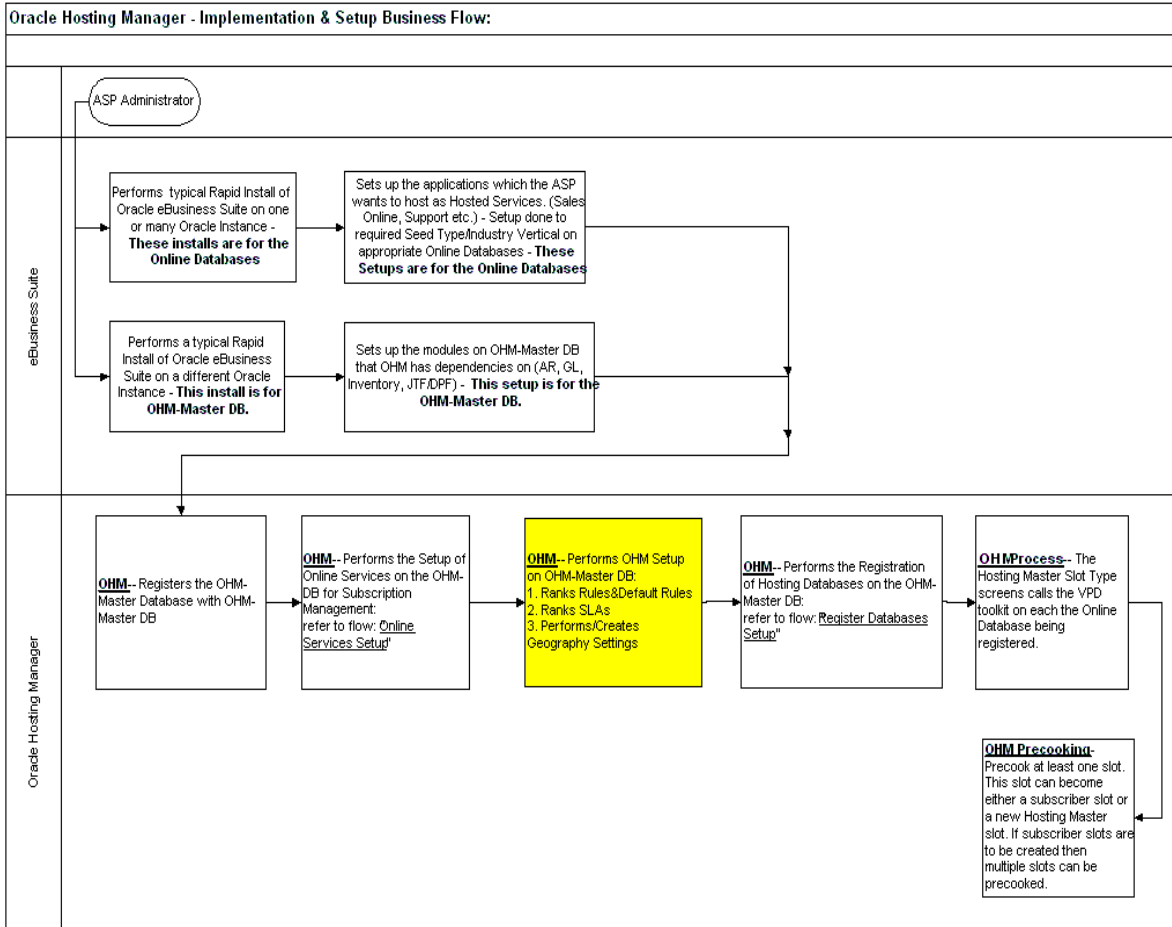 Oracle Hosting Manager - Implementation & Setup Business Flow:
ASP Administrator
eBusiness Suite
Performs typical Rapid Install of
Oracle eBusiness Suite on one
or many Oracle Instance -
These installs are for the
Online Databases
Sets up the applications which the ASP
wants to host as Hosted Services. (Sales
Online, Support etc.) - Setup done to
required Seed Type/Industry Vertical on
appropriate Online Databases - These
Setups are for the Online Databases
Performs a typical Rapid
Install of Oracle eBusiness
Suite on a different Oracle
Instance - This install is for
OHM-Master DB.
Sets up the modules on OHM-Master DB
that OHM has dependencies on (AR, GL,
Inventory, JTF/DPF) - This setup is for the
OHM-Master DB.
Oracle Hosting Manager
OHM-- Registers the OHM-
Master Database with OHM-
Master DB
OHM-- Performs the Setup of
Online Services on the OHM-
DB for Subscription
Management:
refer to flow: Online
Services Setup"
OHM-- Performs OHM Setup
on OHM-Master DB:
1. Ranks Rules&Default Rules
2. Ranks SLAs
3. Performs/Creates
Geography Settings
OHM-- Performs the Registration
of Hosting Databases on the OHM-
Master DB:
refer to flow: Register Databases
Setup"
OHMProcess-- The
Hosting Master Slot Type
screens calls the VPD
toolkit on each the Online
Database being
registered.
OHM Precooking-
Precook at least one slot.
This slot can become
either a subscriber slot or
a new Hosting Master
slot. If subscriber slots are
to be created then
multiple slots can be
precooked.